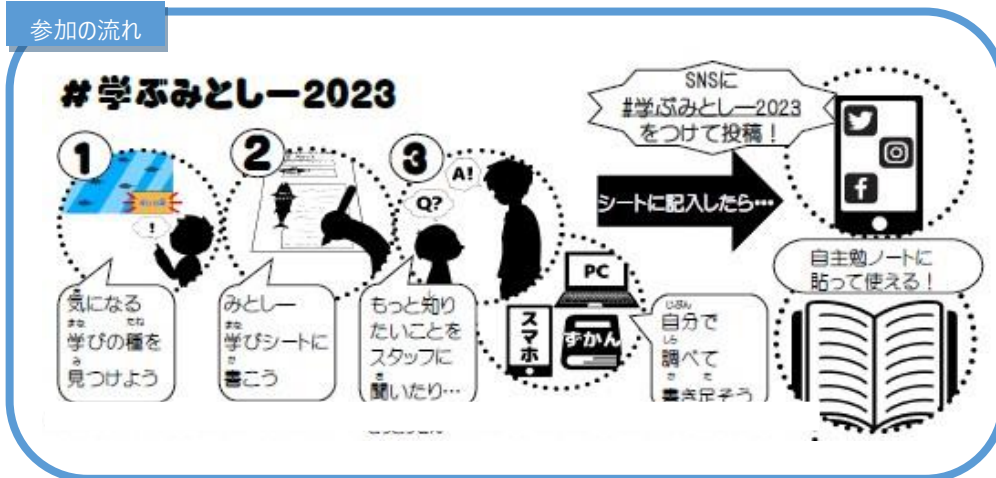 参加の流れ
#学ぶみとしー2023
SNSに
#学ぶみとしー2023
をつけて投稿！
1
2
3
!
Q?
A!
シートに記入したら…
気になる
学びの種を
見つけよう
みとしー
学びシートに
書こう
もっと知り
たいことを
スタッフに
聞いたり…
PC
スマホ
ずかん
自分で
調べて
書き足そう
自主勉ノートに
貼って使える！